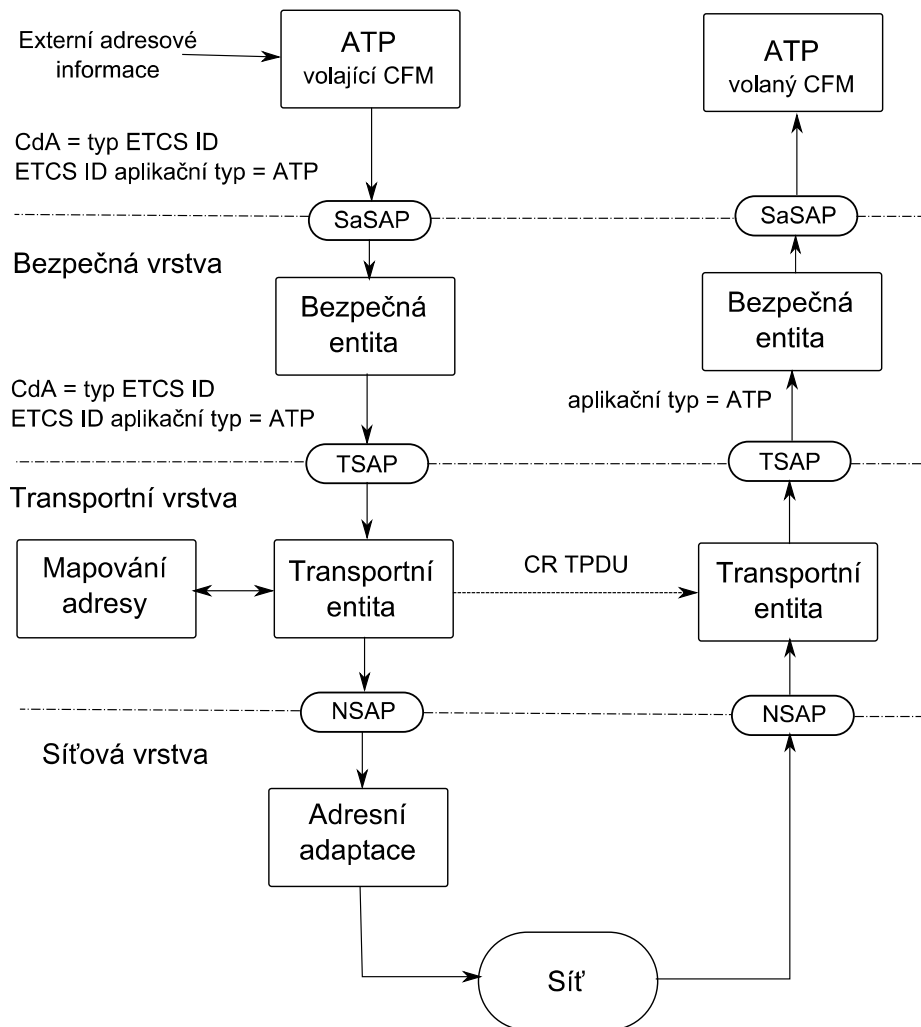 Externí adresové
informace
ATP
volající CFM
ATP
volaný CFM
CdA = typ ETCS ID
ETCS ID aplikační typ = ATP
SaSAP
SaSAP
Bezpečná vrstva
Bezpečná
entita
Bezpečná
entita
CdA = typ ETCS ID
ETCS ID aplikační typ = ATP
aplikační typ = ATP
TSAP
TSAP
Transportní vrstva
Mapování
adresy
Transportní
entita
CR TPDU
Transportní
entita
NSAP
NSAP
Síťová vrstva
Adresní
adaptace
Síť